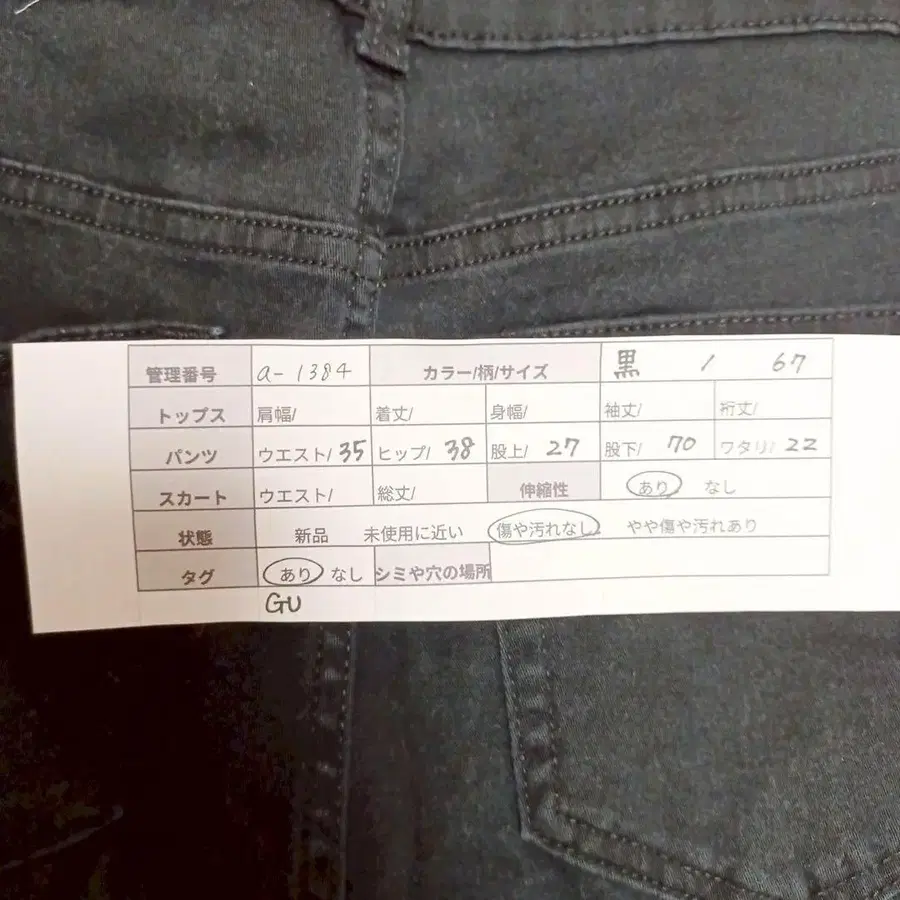 管理番号 a-1384 カラー/柄/サイズ 黒 / 67
トップス 肩幅/ 着丈/ 身幅/ 袖丈/ 裄丈/
パンツ ウエスト/ 35 ヒップ/ 38 股上/ 27 股下/ 70 ワタリ/ 22
スカート ウエスト/ 総丈/ 伸縮性 あり なし
状態 新品 未使用に近い 傷や汚れなし やや傷や汚れあり
タグ あり なし シミや穴の場所
GU